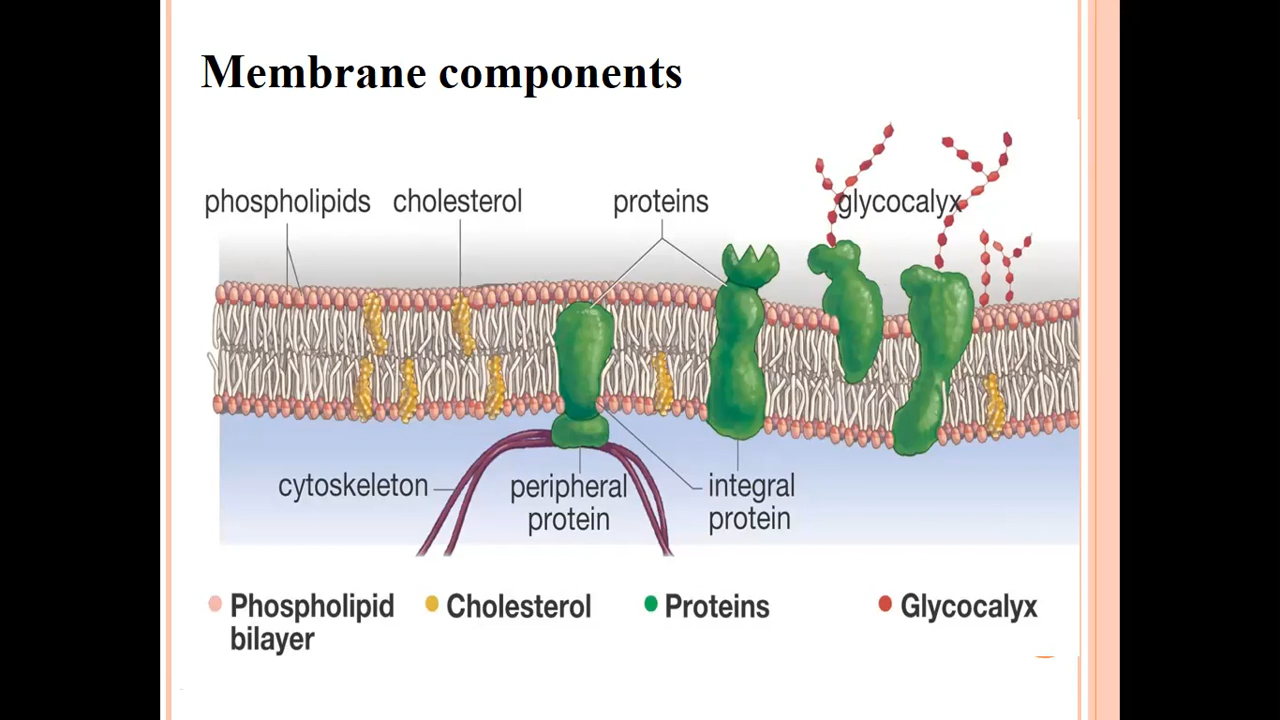 Membrane components
phospholipids
cholesterol
proteins
glycocalyx
cytoskeleton
peripheral
protein
integral
protein
Phospholipid
bilayer
Cholesterol
Proteins
Glycocalyx